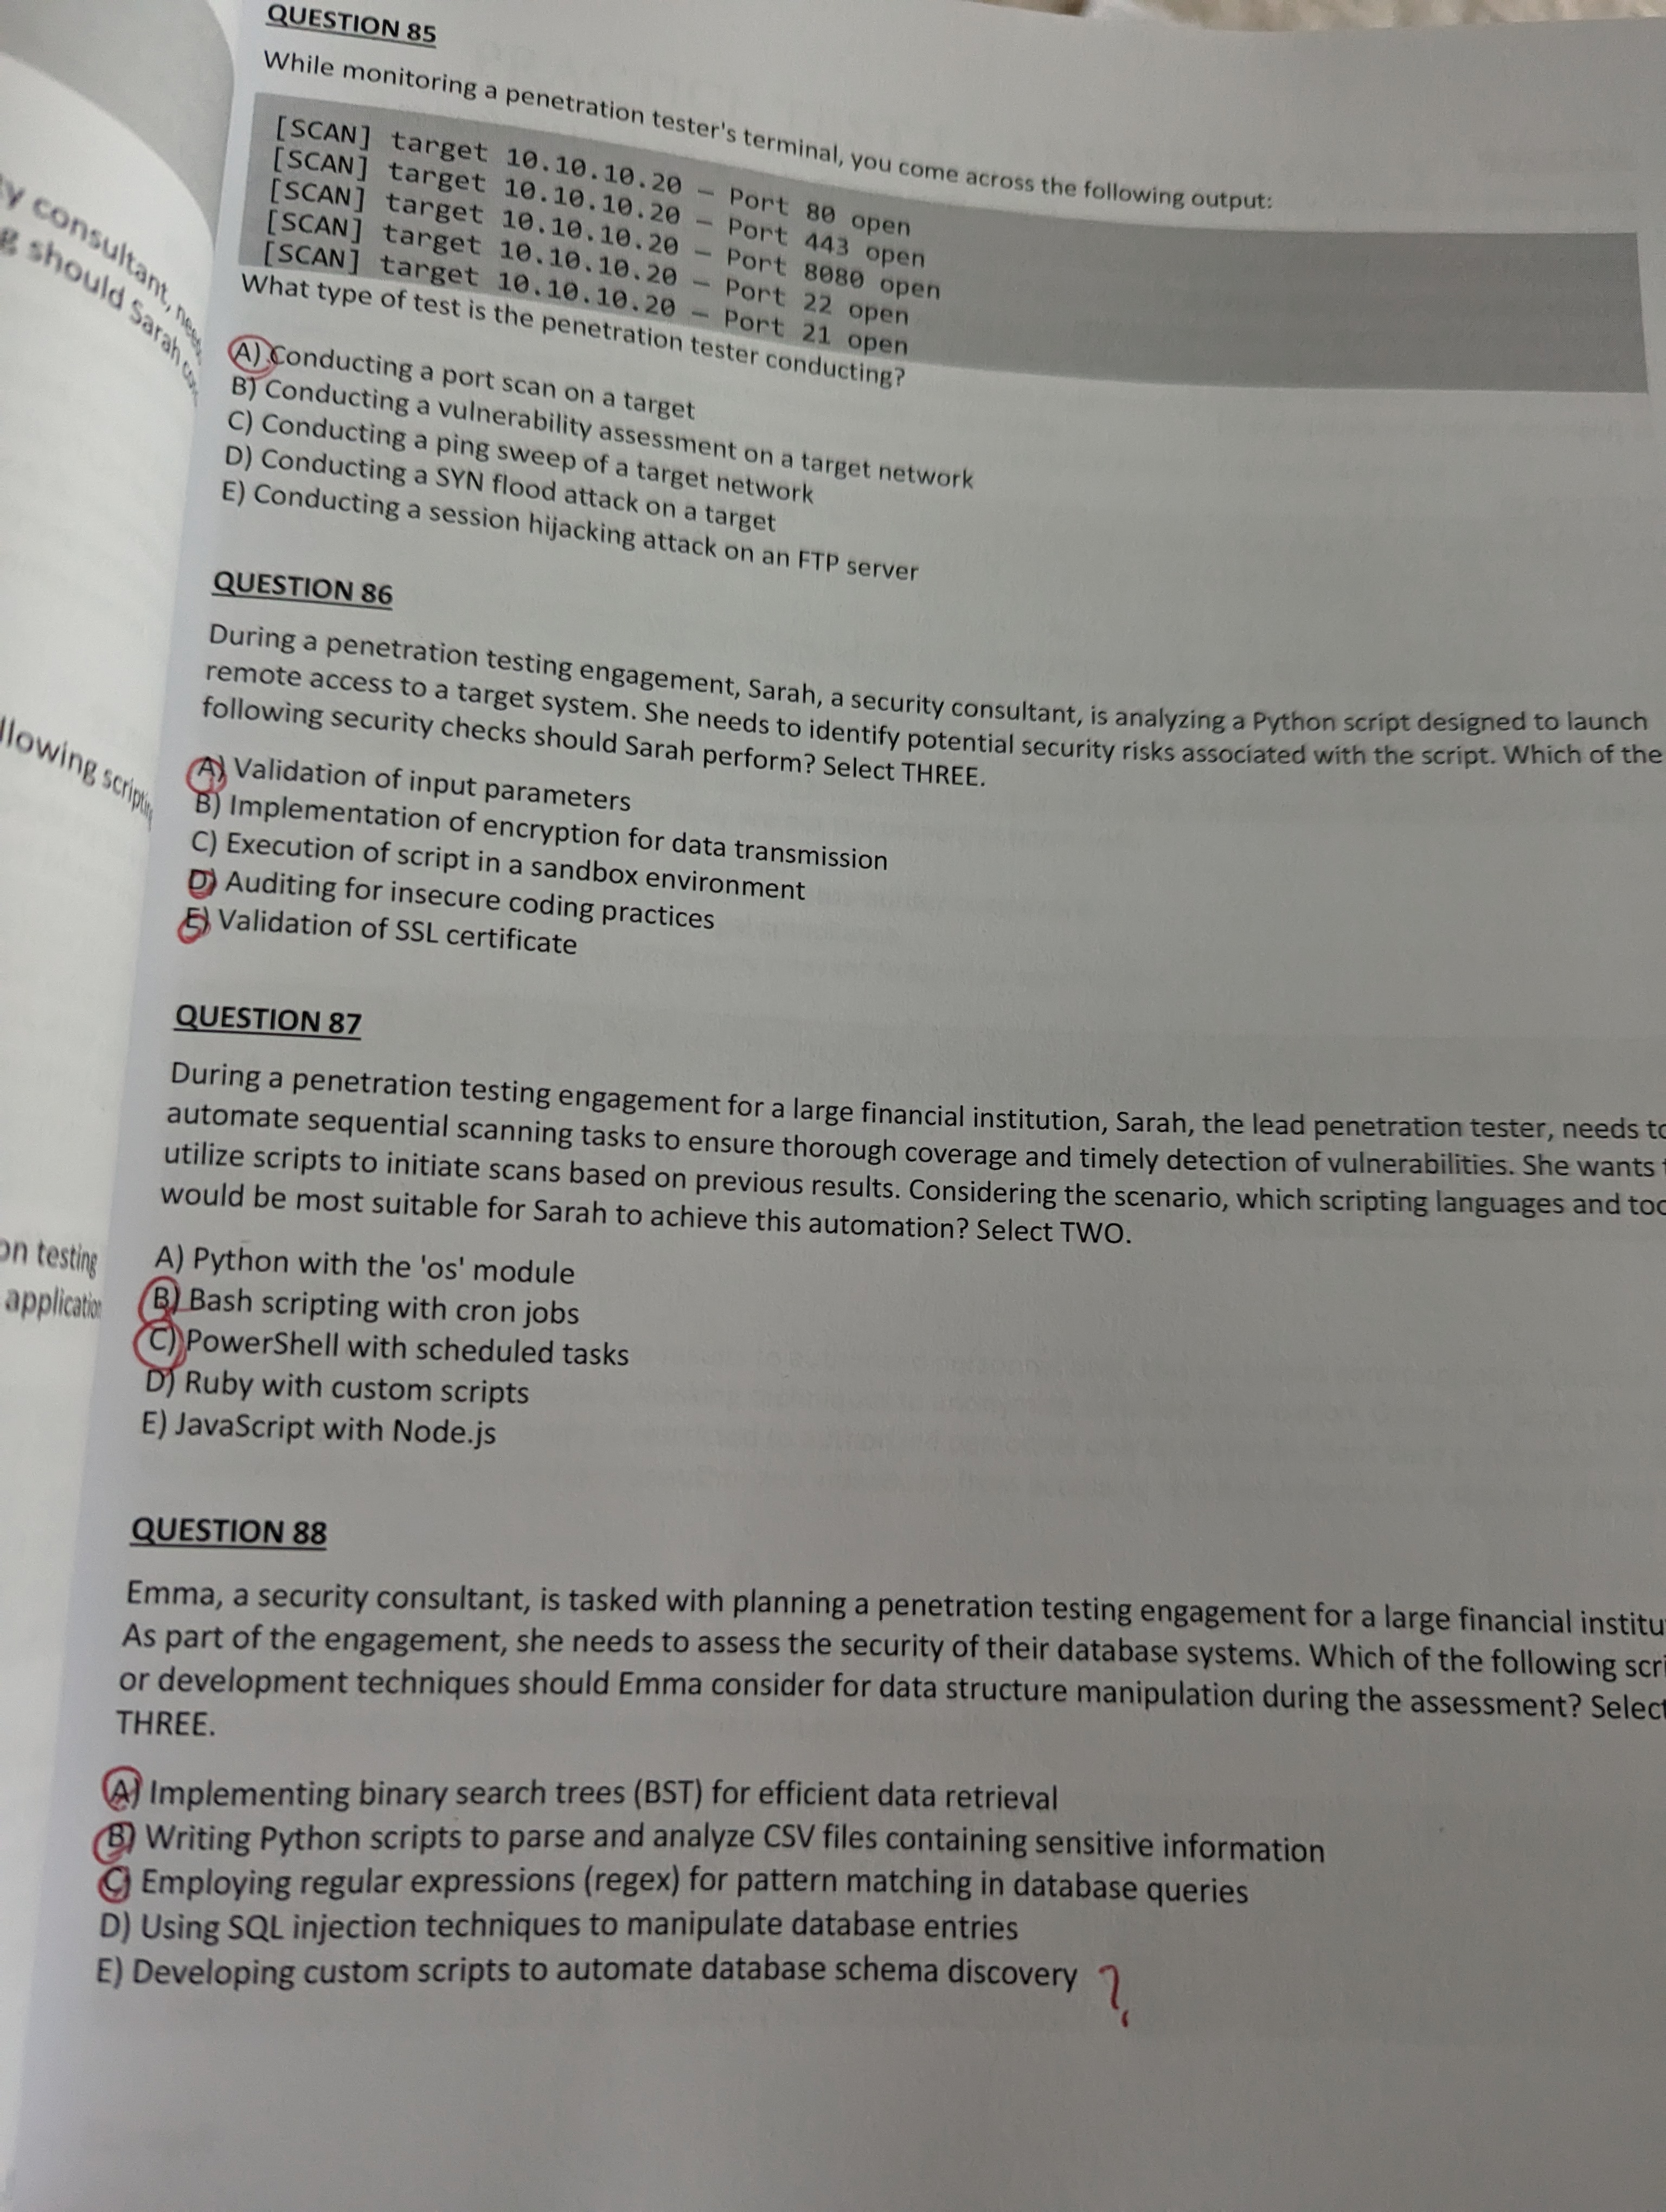 QUESTION 85
While monitoring a penetration tester's terminal, you come across the following output:
[SCAN] target 10.10.10.20 – Port 80 open
[SCAN] target 10.10.10.20 – Port 443 open
[SCAN] target 10.10.10.20 – Port 8080 open
[SCAN] target 10.10.10.20 – Port 22 open
[SCAN] target 10.10.10.20 – Port 21 open
What type of test is the penetration tester conducting?
A) Conducting a port scan on a target
B) Conducting a vulnerability assessment on a target network
C) Conducting a ping sweep of a target network
D) Conducting a SYN flood attack on a target
E) Conducting a session hijacking attack on an FTP server
QUESTION 86
During a penetration testing engagement, Sarah, a security consultant, is analyzing a Python script designed to launch
remote access to a target system. She needs to identify potential security risks associated with the script. Which of the
following security checks should Sarah perform? Select THREE.
A) Validation of input parameters
B) Implementation of encryption for data transmission
C) Execution of script in a sandbox environment
D) Auditing for insecure coding practices
E) Validation of SSL certificate
QUESTION 87
During a penetration testing engagement for a large financial institution, Sarah, the lead penetration tester, needs to
automate sequential scanning tasks to ensure thorough coverage and timely detection of vulnerabilities. She wants
utilize scripts to initiate scans based on previous results. Considering the scenario, which scripting languages and
would be most suitable for Sarah to achieve this automation? Select TWO.
A) Python with the 'os' module
B) Bash scripting with cron jobs
C) PowerShell with scheduled tasks
D) Ruby with custom scripts
E) JavaScript with Node.js
QUESTION 88
Emma, a security consultant, is tasked with planning a penetration testing engagement for a large financial
As part of the engagement, she needs to assess the security of their database systems. Which of the following
or development techniques should Emma consider for data structure manipulation during the assessment? Select
THREE.
A) Implementing binary search trees (BST) for efficient data retrieval
B) Writing Python scripts to parse and analyze CSV files containing sensitive information
C) Employing regular expressions (regex) for pattern matching in database queries
D) Using SQL injection techniques to manipulate database entries
E) Developing custom scripts to automate database schema discovery ?
consultant,
should Sarah
on testing